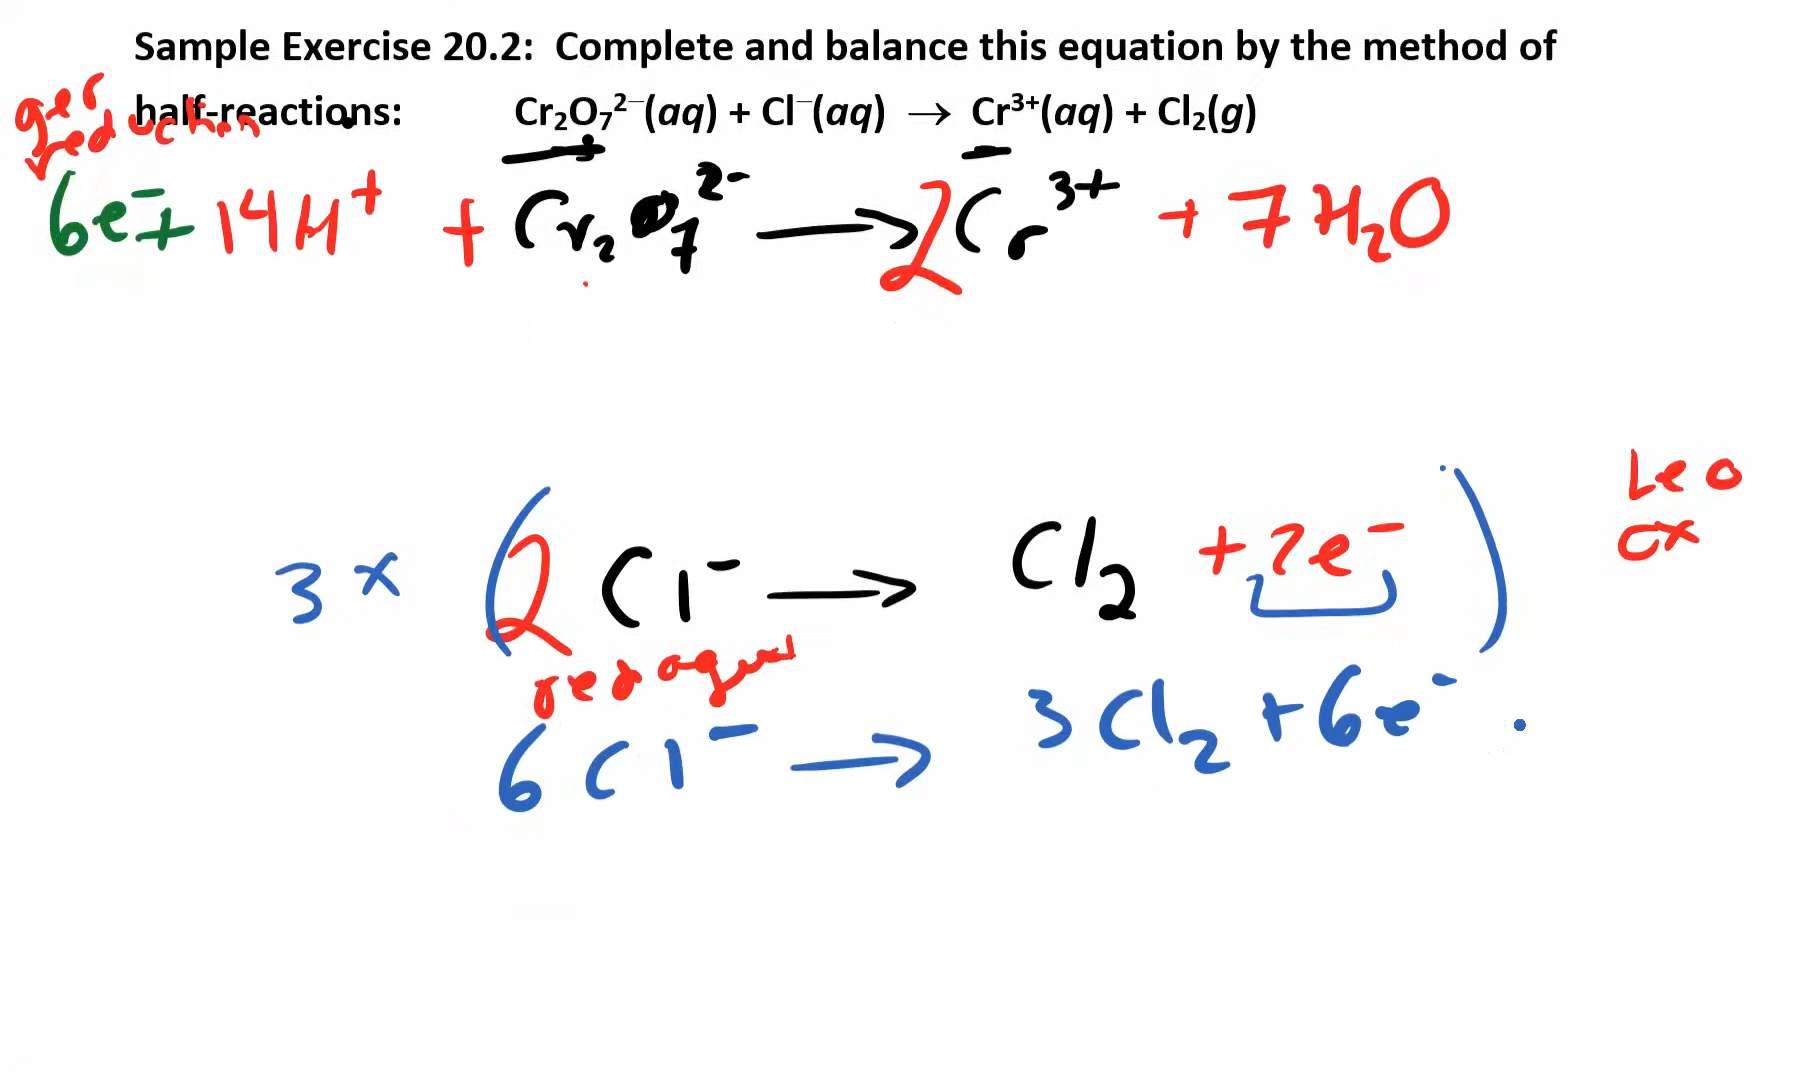 Sample Exercise 20.2: Complete and balance this equation by the method of
half-reactions: Cr₂O₇²⁻(aq) + Cl⁻(aq) → Cr³⁺(aq) + Cl₂(g)
ger
reduction
6e⁻ + 14H⁺ + Cr₂O₇²⁻ → 2Cr³⁺ + 7H₂O
Leo
ox
3 × (2Cl⁻ → Cl₂ + 2e⁻)
red agent
6Cl⁻ → 3Cl₂ + 6e⁻